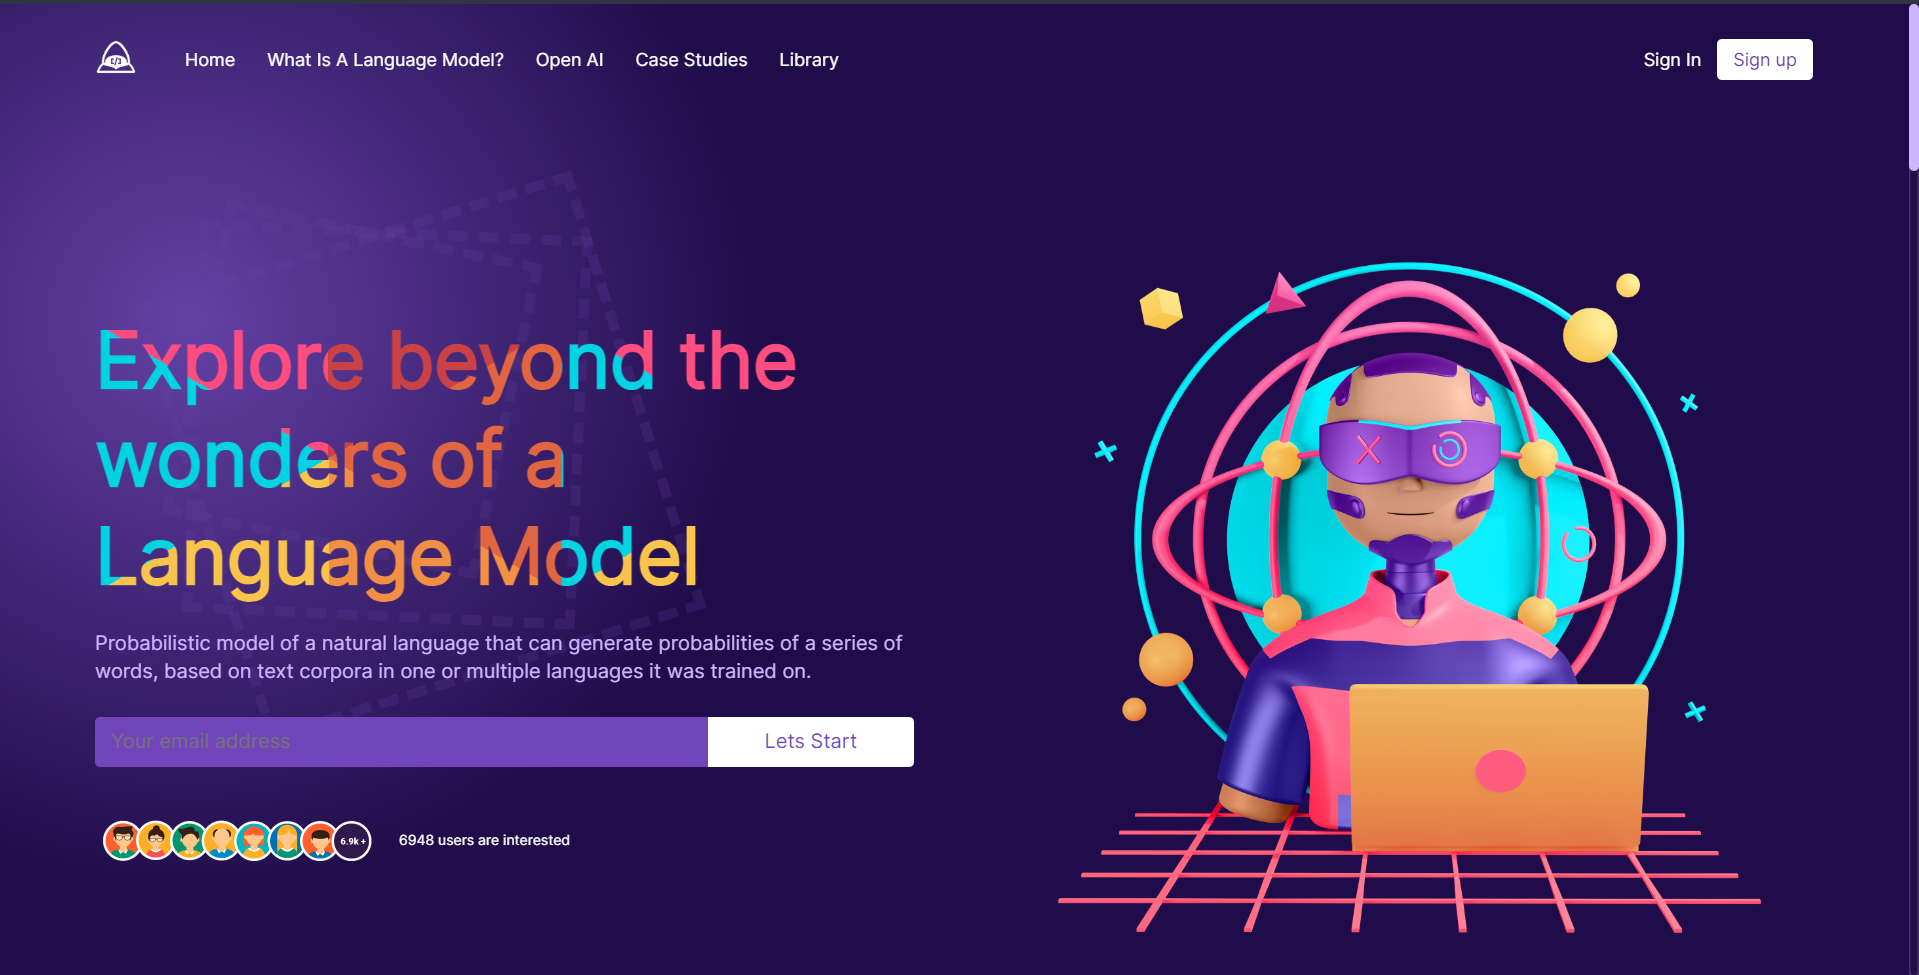 Home
What Is A Language Model?
Open AI
Case Studies
Library
Sign In
Sign up
Explore beyond the
wonders of a
Language Model
Probabilistic model of a natural language that can generate probabilities of a series of
words, based on text corpora in one or multiple languages it was trained on.
Your email address
Lets Start
6.9k +
6948 users are interested